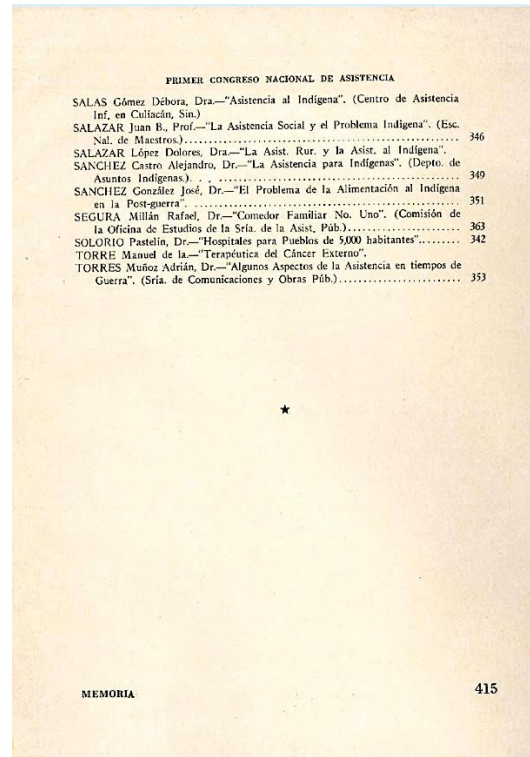 PRIMER CONGRESO NACIONAL DE ASISTENCIA
SALAS Gómez Débora, Dra.—"Asistencia al Indígena". (Centro de Asistencia
Inf. en Culiacán, Sin.)
SALAZAR Juan B., Prof.—"La Asistencia Social y el Problema Indígena". (Esc.
Nal. de Maestros.)........................................................ 346
SALAZAR López Dolores, Dra.—"La Asist. Rur. y la Asist. al Indígena".
SANCHEZ Castro Alejandro, Dr.—"La Asistencia para Indígenas". (Depto. de
Asuntos Indígenas.). . . ................................................ 349
SANCHEZ González José, Dr.—"El Problema de la Alimentación al Indígena
en la Post-guerra". ..................................................... 351
SEGURA Millán Rafael, Dr.—"Comedor Familiar No. Uno". (Comisión de
la Oficina de Estudios de la Sría. de la Asist. Púb.)....................... 363
SOLORIO Pastelín, Dr.—"Hospitales para Pueblos de 5,000 habitantes"........ 342
TORRE Manuel de la.—"Terapéutica del Cáncer Externo".
TORRES Muñoz Adrián, Dr.—"Algunos Aspectos de la Asistencia en tiempos de
Guerra". (Sría. de Comunicaciones y Obras Púb.)........................ 353
★
MEMORIA 415